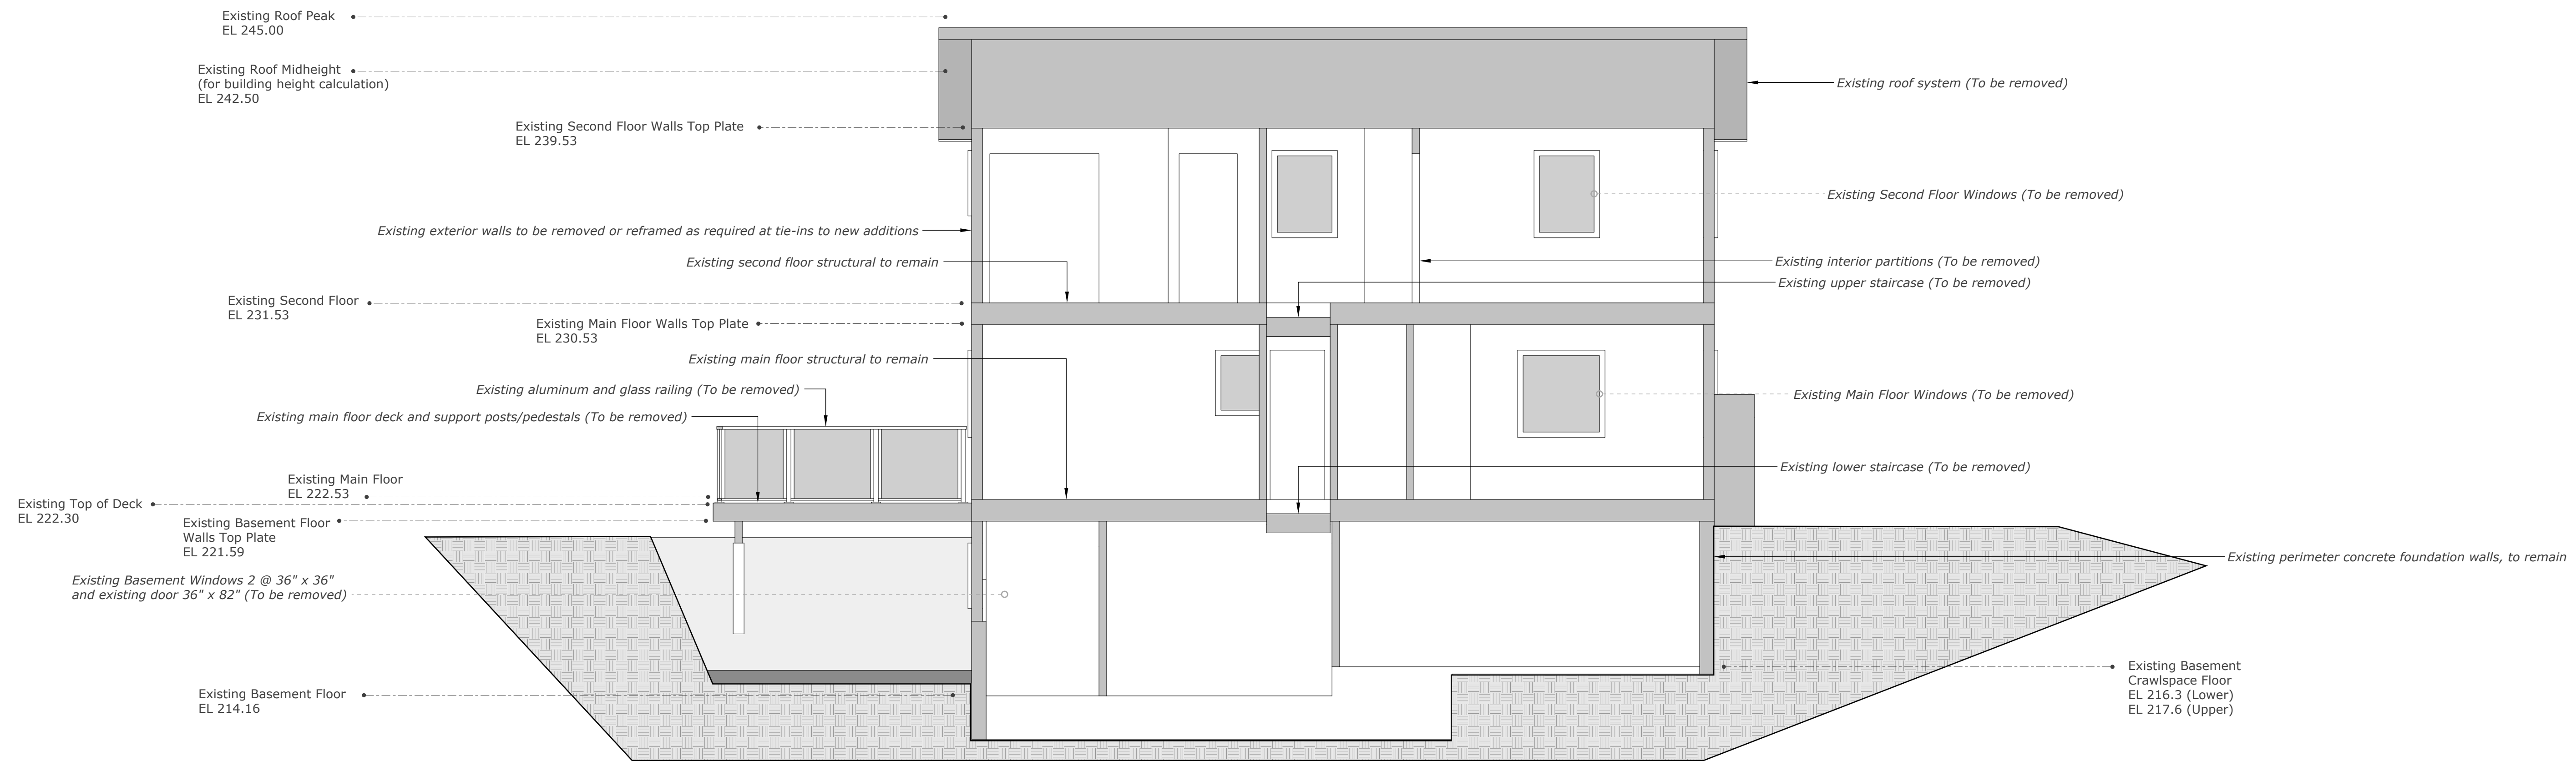 Existing Roof Peak
EL 245.00
Existing Roof Midheight
(for building height calculation)
EL 242.50
Existing roof system (To be removed)
Existing Second Floor Walls Top Plate
EL 239.53
Existing Second Floor Windows (To be removed)
Existing exterior walls to be removed or reframed as required at tie-ins to new additions
Existing second floor structural to remain
Existing interior partitions (To be removed)
Existing upper staircase (To be removed)
Existing Second Floor
EL 231.53
Existing Main Floor Walls Top Plate
EL 230.53
Existing main floor structural to remain
Existing aluminum and glass railing (To be removed)
Existing Main Floor Windows (To be removed)
Existing main floor deck and support posts/pedestals (To be removed)
Existing lower staircase (To be removed)
Existing Main Floor
EL 222.53
Existing Top of Deck
EL 222.30
Existing Basement Floor
Walls Top Plate
EL 221.59
Existing perimeter concrete foundation walls, to remain
Existing Basement Windows 2 @ 36" x 36"
and existing door 36" x 82" (To be removed)
Existing Basement Floor
EL 214.16
Existing Basement
Crawlspace Floor
EL 216.3 (Lower)
EL 217.6 (Upper)